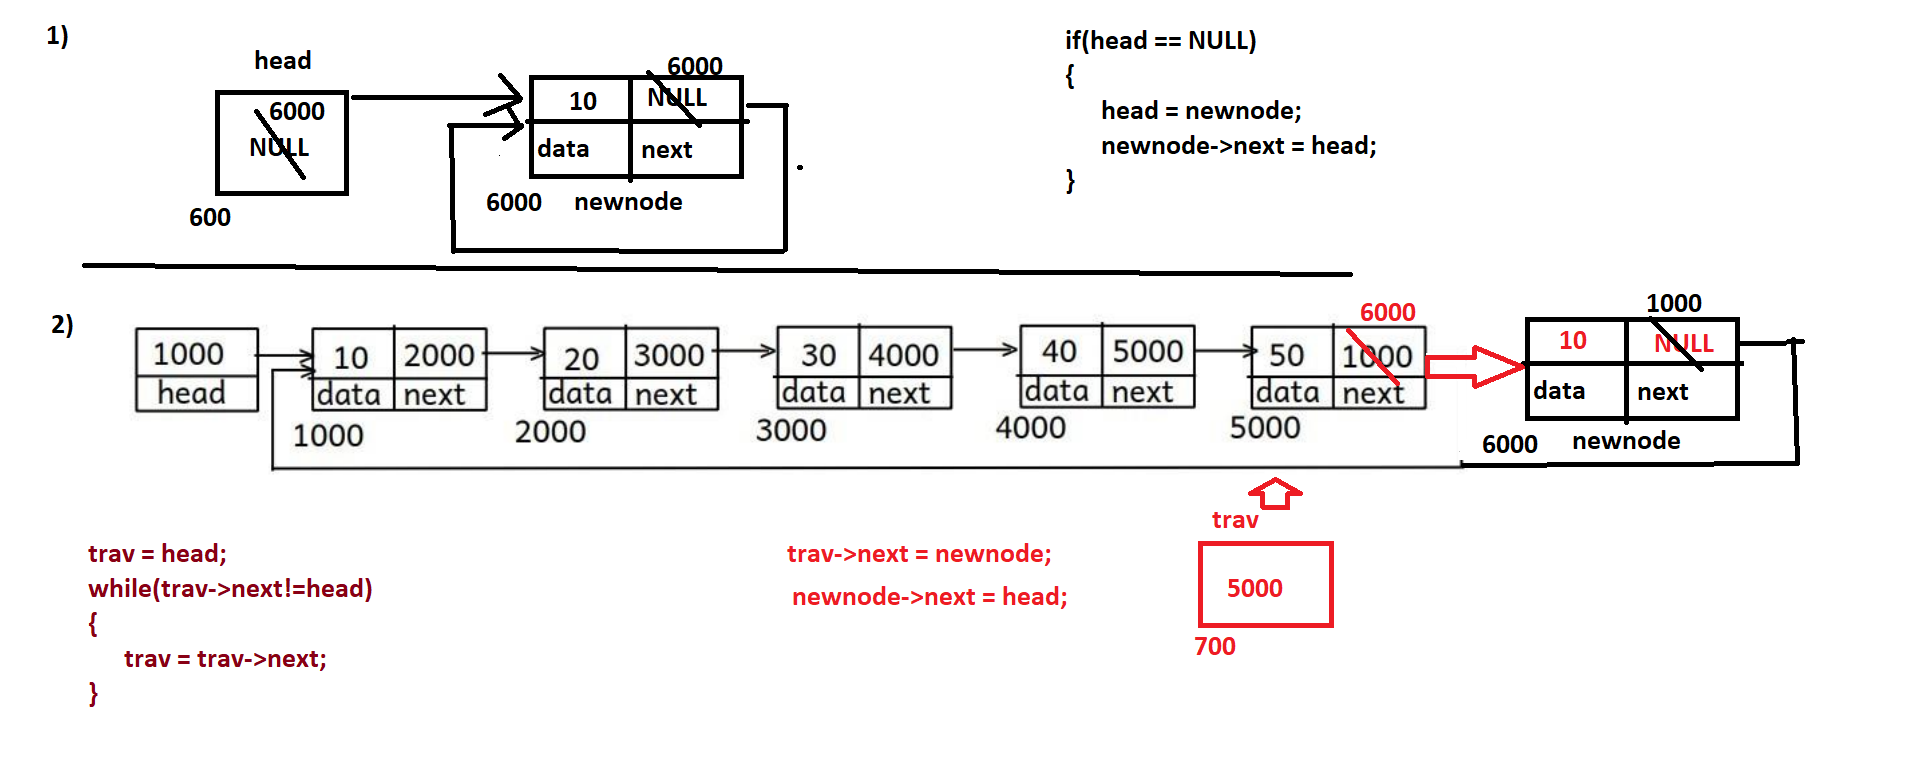 1)
head
6000
NULL
600
6000
10 NULL
data next
6000 newnode
if(head == NULL)
{
head = newnode;
newnode->next = head;
}
2)
6000
1000
1000 10 2000 20 3000 30 4000 40 5000 50 1000 10 NULL
head data next data next data next data next data next data next
1000 2000 3000 4000 5000 6000 newnode
trav
5000
700
trav = head;
while(trav->next!=head)
{
trav = trav->next;
}
trav->next = newnode;
newnode->next = head;